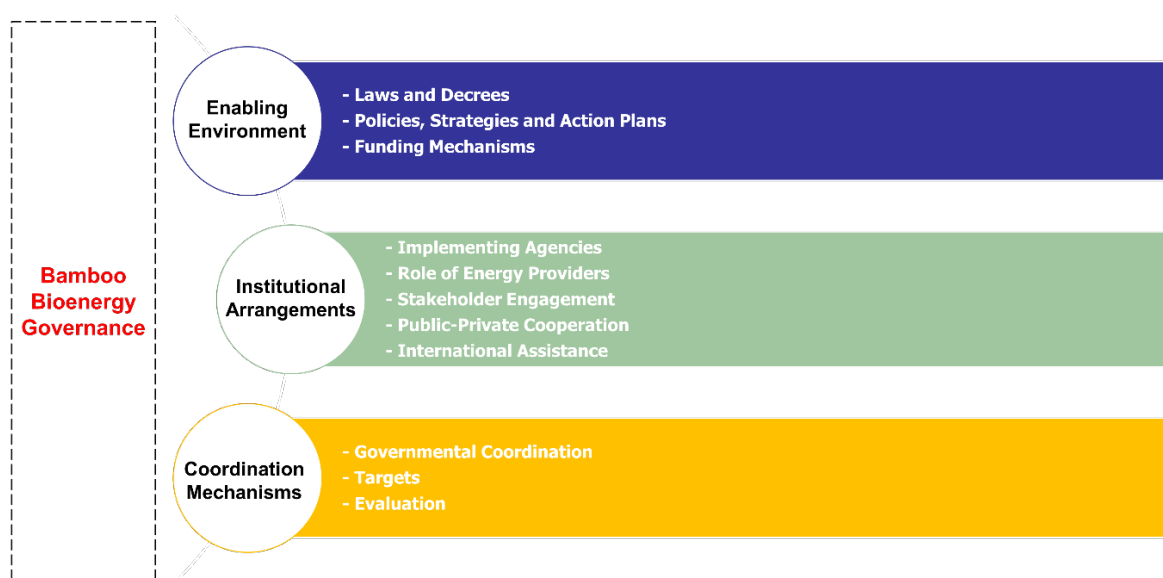 Bamboo
Bioenergy
Governance
Enabling
Environment
- Laws and Decrees
- Policies, Strategies and Action Plans
- Funding Mechanisms
Institutional
Arrangements
- Implementing Agencies
- Role of Energy Providers
- Stakeholder Engagement
- Public-Private Cooperation
- International Assistance
Coordination
Mechanisms
- Governmental Coordination
- Targets
- Evaluation